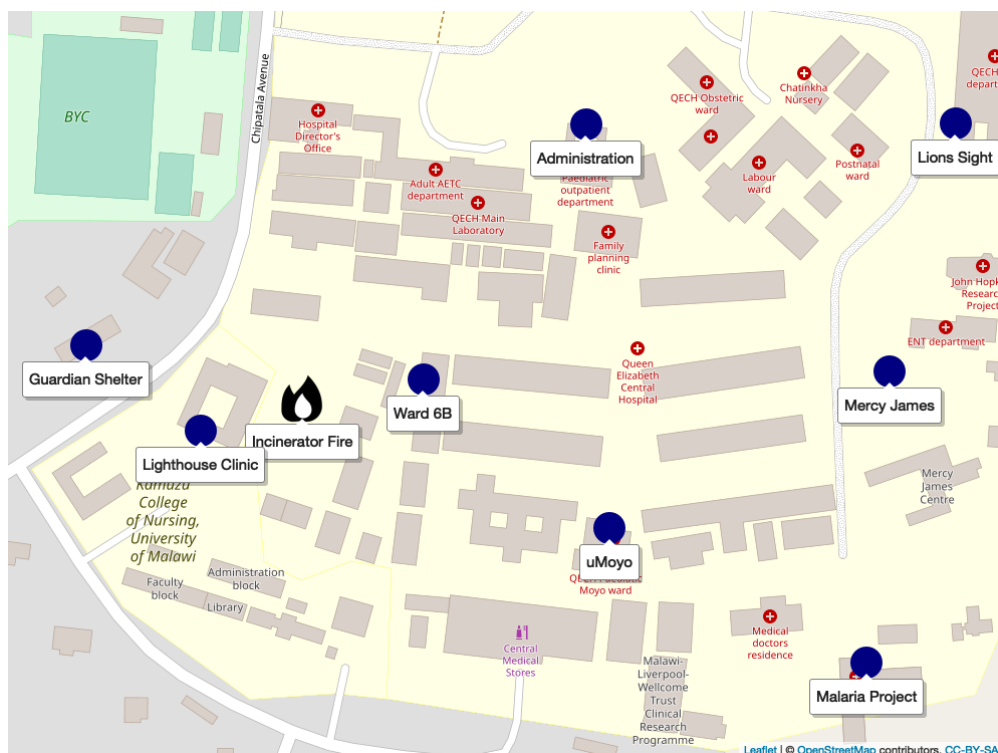 BYC
Chipatala Avenue
Hospital
Director's
Office
Adult AETC
department
QECH Main
Laboratory
Administration
Paediatric
outpatient
department
Family
planning
clinic
QECH Obstetric
ward
Chatinkha
Nursery
Labour
ward
Postnatal
ward
QECH
depart
Lions Sight
John Hopk
Research
Project
ENT department
Guardian Shelter
Lighthouse Clinic
Incinerator Fire
Ward 6B
Queen
Elizabeth
Central
Hospital
Mercy James
Mercy
James
Centre
Kamuzu
College
of Nursing,
University
of Malawi
Faculty
block
Administration
block
Library
uMoyo
Moyo ward
Central
Medical
Stores
Malawi-
Liverpool-
Wellcome
Trust
Clinical
Research
Programme
Medical
doctors
residence
Malaria Project
Leaflet | © OpenStreetMap contributors, CC-BY-SA